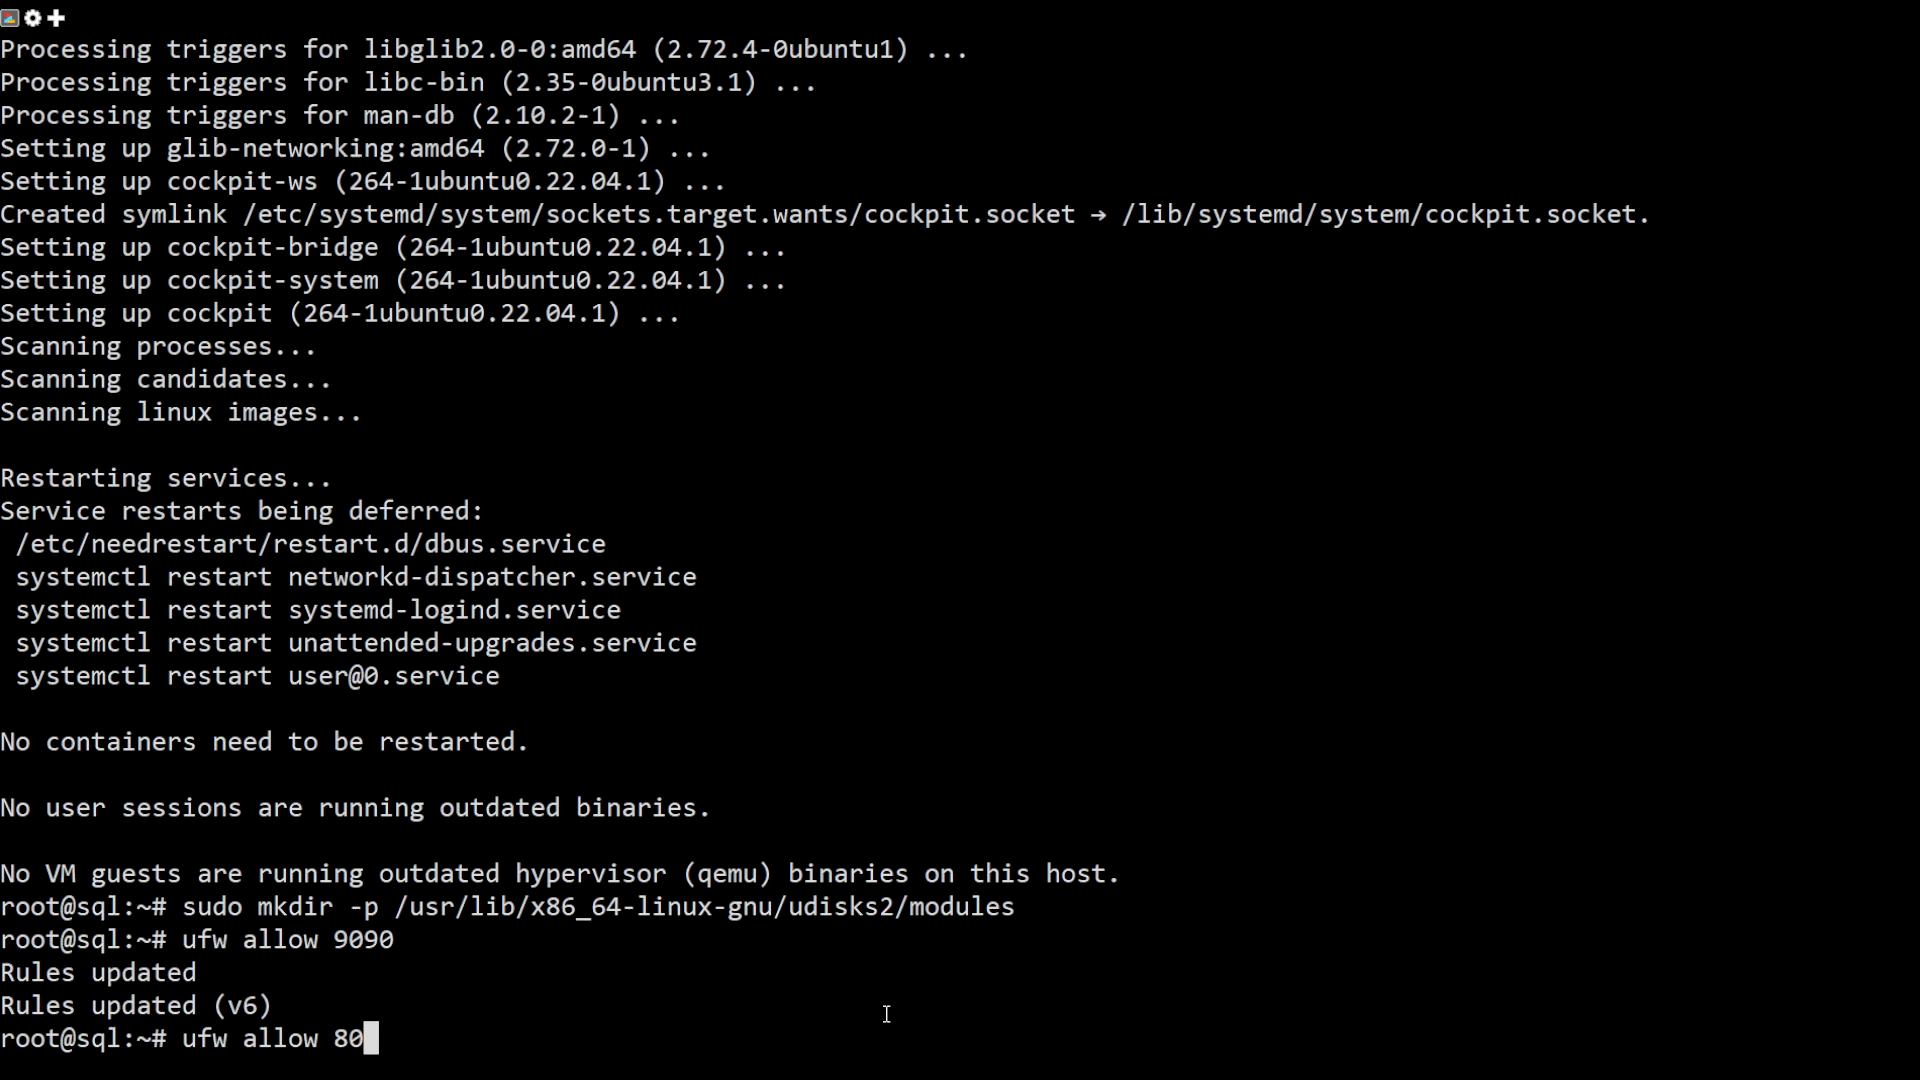 Processing triggers for libglib2.0-0:amd64 (2.72.4-0ubuntu1) ...
Processing triggers for libc-bin (2.35-0ubuntu3.1) ...
Processing triggers for man-db (2.10.2-1) ...
Setting up glib-networking:amd64 (2.72.0-1) ...
Setting up cockpit-ws (264-1ubuntu0.22.04.1) ...
Created symlink /etc/systemd/system/sockets.target.wants/cockpit.socket → /lib/systemd/system/cockpit.socket.
Setting up cockpit-bridge (264-1ubuntu0.22.04.1) ...
Setting up cockpit-system (264-1ubuntu0.22.04.1) ...
Setting up cockpit (264-1ubuntu0.22.04.1) ...
Scanning processes...
Scanning candidates...
Scanning linux images...
Restarting services...
Service restarts being deferred:
/etc/needrestart/restart.d/dbus.service
systemctl restart networkd-dispatcher.service
systemctl restart systemd-logind.service
systemctl restart unattended-upgrades.service
systemctl restart user@0.service
No containers need to be restarted.
No user sessions are running outdated binaries.
No VM guests are running outdated hypervisor (qemu) binaries on this host.
root@sql:~# sudo mkdir -p /usr/lib/x86_64-linux-gnu/udisks2/modules
root@sql:~# ufw allow 9090
Rules updated
Rules updated (v6)
root@sql:~# ufw allow 80